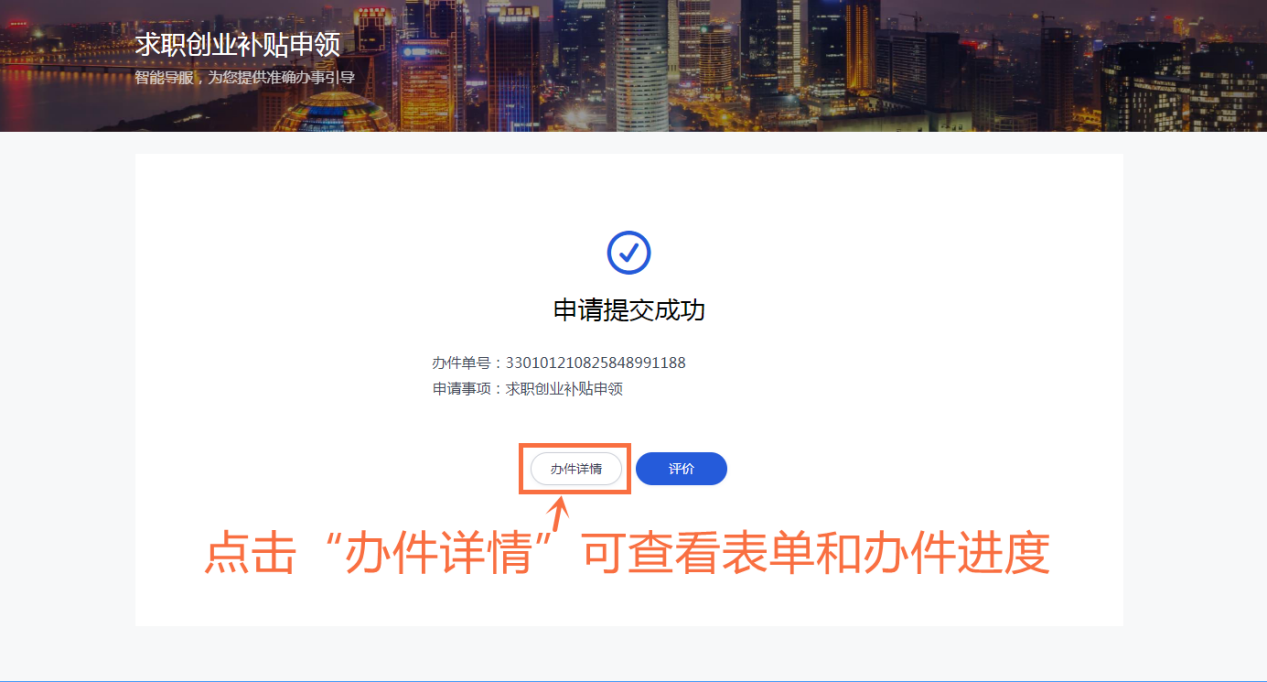 求职创业补贴申领
智能导服，为您提供准确办事引导
申请提交成功
办件单号：330101210825848991188
申请事项：求职创业补贴申领
办件详情
评价
点击“办件详情”可查看表单和办件进度